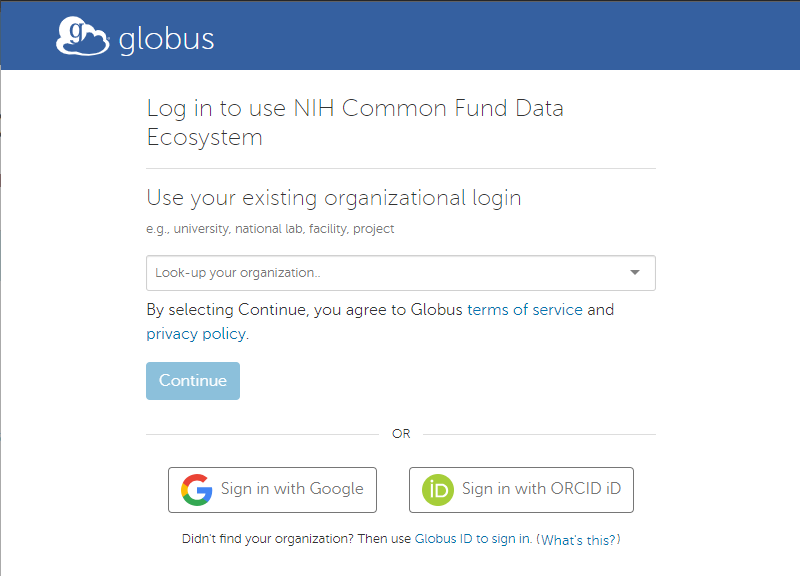 globus
Log in to use NIH Common Fund Data
Ecosystem
Use your existing organizational login
e.g., university, national lab, facility, project
Look-up your organization..
By selecting Continue, you agree to Globus terms of service and
privacy policy.
Continue
OR
Sign in with Google
iD Sign in with ORCID iD
Didn't find your organization? Then use Globus ID to sign in. (What's this?)